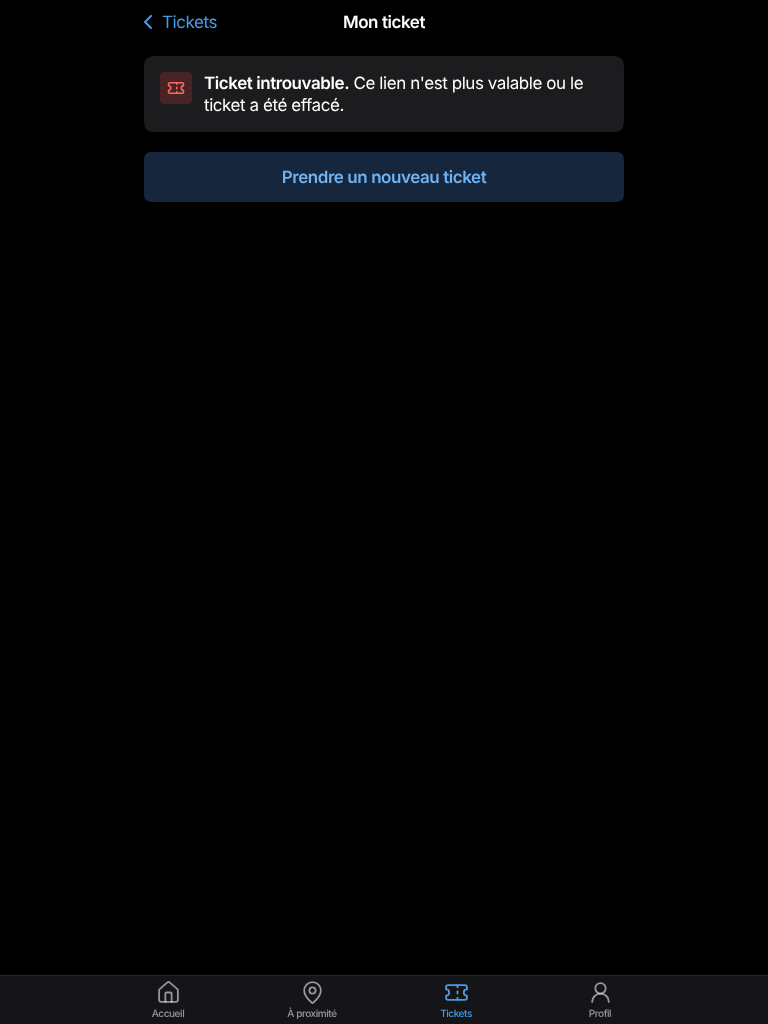 Tickets
Mon ticket
Ticket introuvable. Ce lien n'est plus valable ou le
ticket a été effacé.
Prendre un nouveau ticket
Accueil
À proximité
Tickets
Profil